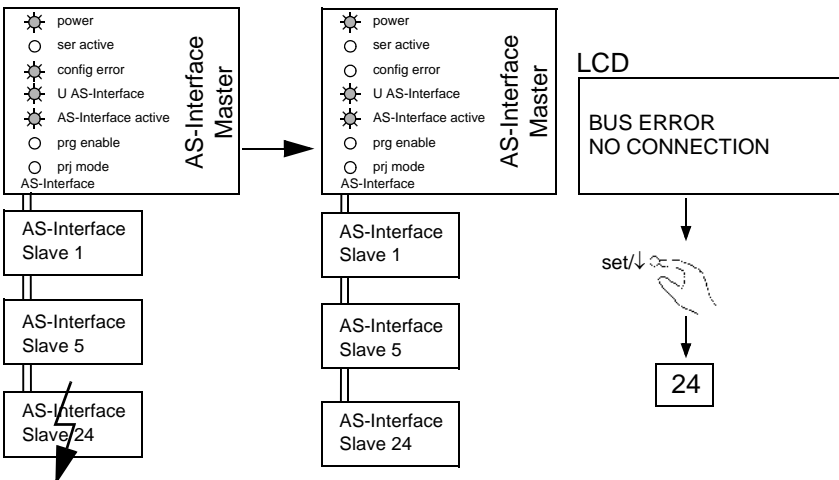 power
ser active
config error
U AS-Interface
AS-Interface active
prg enable
prj mode
AS-Interface
AS-Interface
Master
AS-Interface
Slave 1
AS-Interface
Slave 5
AS-Interface
Slave 24
power
ser active
config error
U AS-Interface
AS-Interface active
prg enable
prj mode
AS-Interface
AS-Interface
Master
AS-Interface
Slave 1
AS-Interface
Slave 5
AS-Interface
Slave 24
LCD
BUS ERROR
NO CONNECTION
set/↓
24